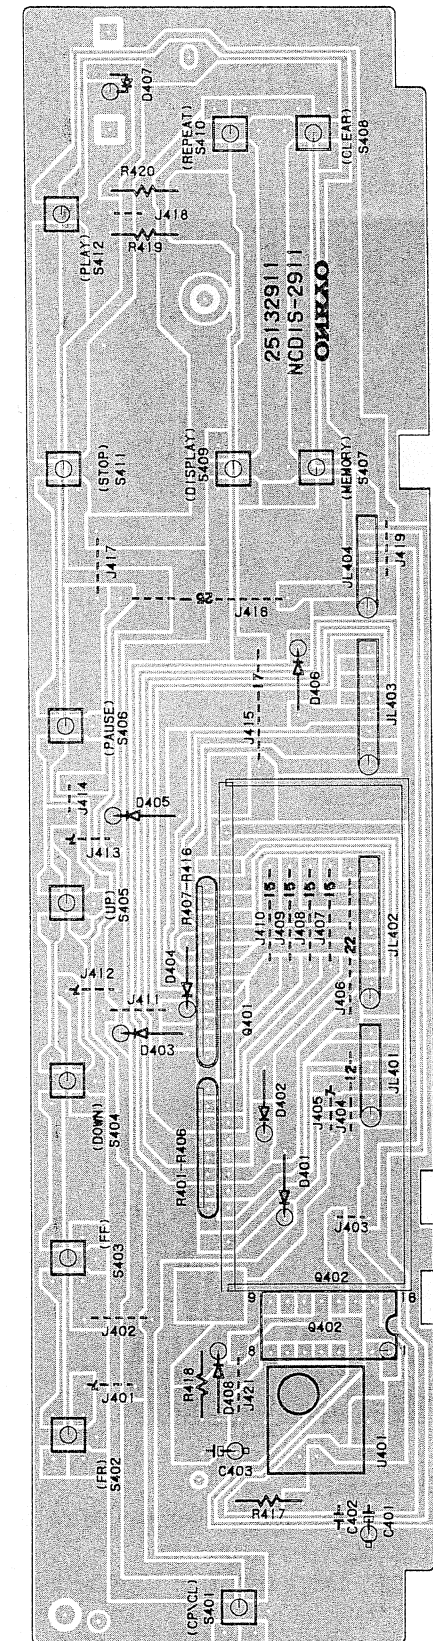 D407
(REPEAT)
S410
(CLEAR)
S408
R420
J418
R419
(PLAY)
S412
25132911
NCDIS-2911
ONKYO
(STOP)
S411
(DISPLAY)
S409
(MEMORY)
S407
J417
J416
JL404
J419
(PAUSE)
S406
17
J415
D406
JL403
J414
D405
J413
(UP)
S405
R407-R416
D404
J412
J411
D403
Q401
15
J410
15
J409
15
J408
15
J407
22
J406
JL402
(DOWN)
S404
R401-R406
D402
D401
7
J405
12
J404
JL401
J403
(FF)
S403
J402
Q402
9
16
Q402
8
1
J401
R418
D408
J42
(FR)
S402
C403
U401
R417
C402
C401
(OP\CL)
S401